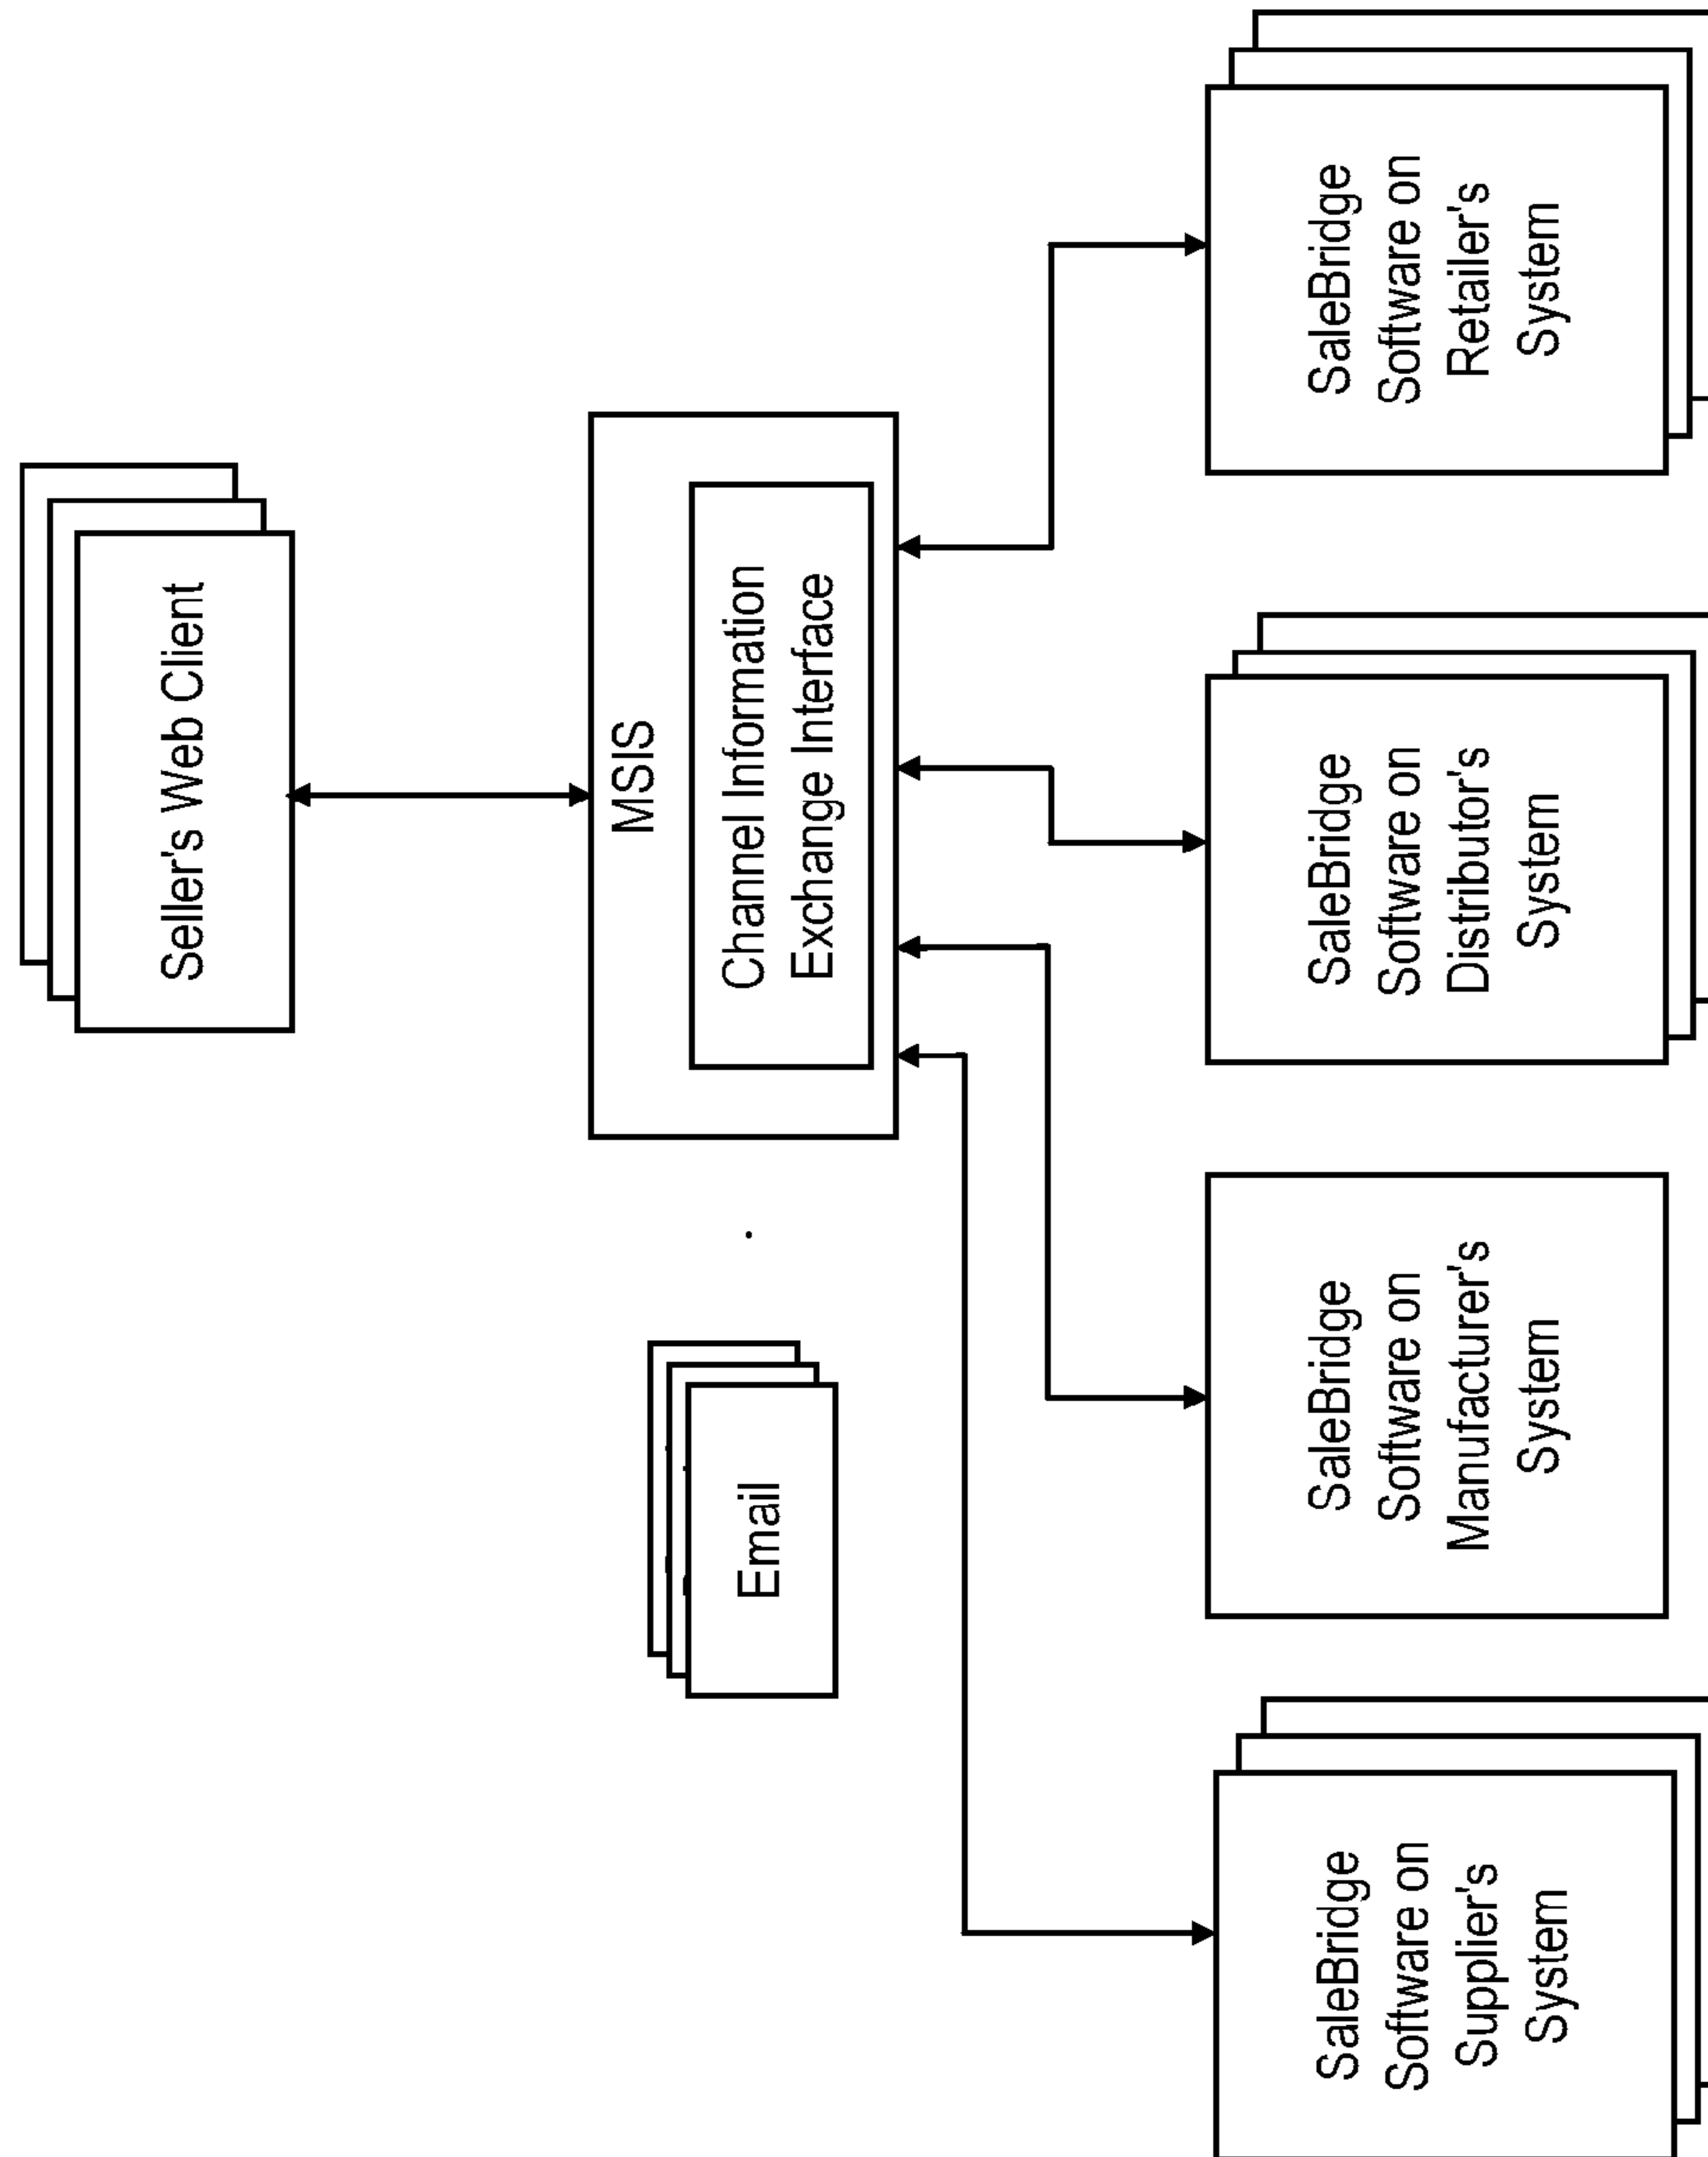 Seller's Web Client
MSIS
Channel Information
Exchange Interface
Email
SaleBridge
Software on
Supplier's
System
SaleBridge
Software on
Manufacturer's
System
SaleBridge
Software on
Distributor's
System
SaleBridge
Software on
Retailer's
System